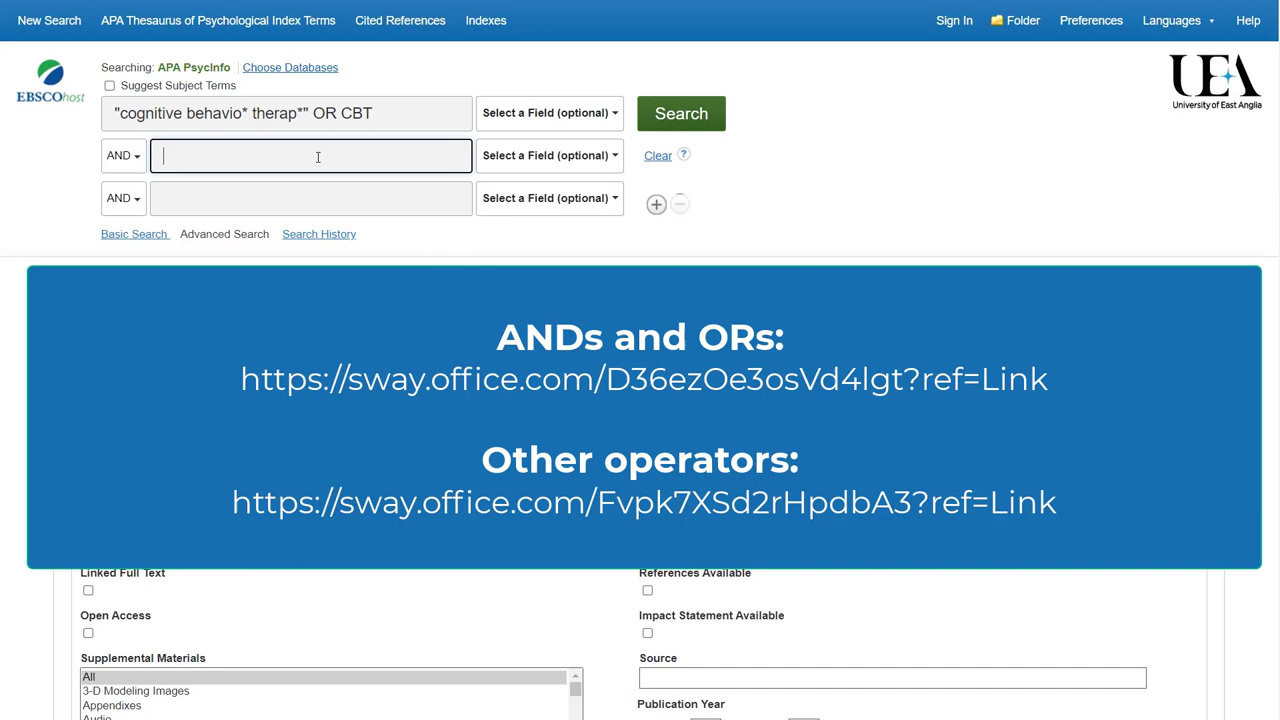 New Search APA Thesaurus of Psychological Index Terms Cited References Indexes Sign In Folder Preferences Languages Help
Searching: APA PsycInfo Choose Databases
Suggest Subject Terms
EBSCOhost
"cognitive behavio* therap*" OR CBT Select a Field (optional) Search
UEA
University of East Anglia
AND Select a Field (optional) Clear ?
AND Select a Field (optional)
Basic Search Advanced Search Search History
ANDs and ORs:
https://sway.office.com/D36ezOe3osVd4lgt?ref=Link
Other operators:
https://sway.office.com/Fvpk7XSd2rHpdbA3?ref=Link
Linked Full Text References Available
Open Access Impact Statement Available
Supplemental Materials Source
All
3-D Modeling Images
Appendixes Publication Year
Audio